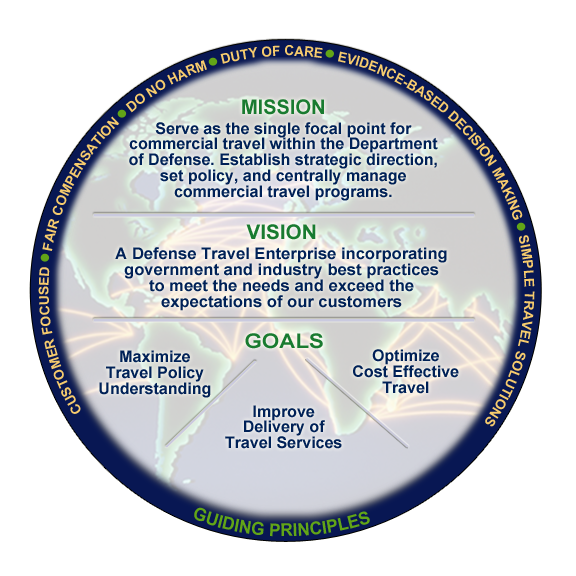 CUSTOMER FOCUSED • FAIR COMPENSATION • DO NO HARM • DUTY OF CARE • EVIDENCE-BASED DECISION MAKING • SIMPLE TRAVEL SOLUTIONS
MISSION
Serve as the single focal point for
commercial travel within the Department
of Defense. Establish strategic direction,
set policy, and centrally manage
commercial travel programs.
VISION
A Defense Travel Enterprise incorporating
government and industry best practices
to meet the needs and exceed the
expectations of our customers
GOALS
Maximize
Travel Policy
Understanding
Improve
Delivery of
Travel Services
Optimize
Cost Effective
Travel
GUIDING PRINCIPLES